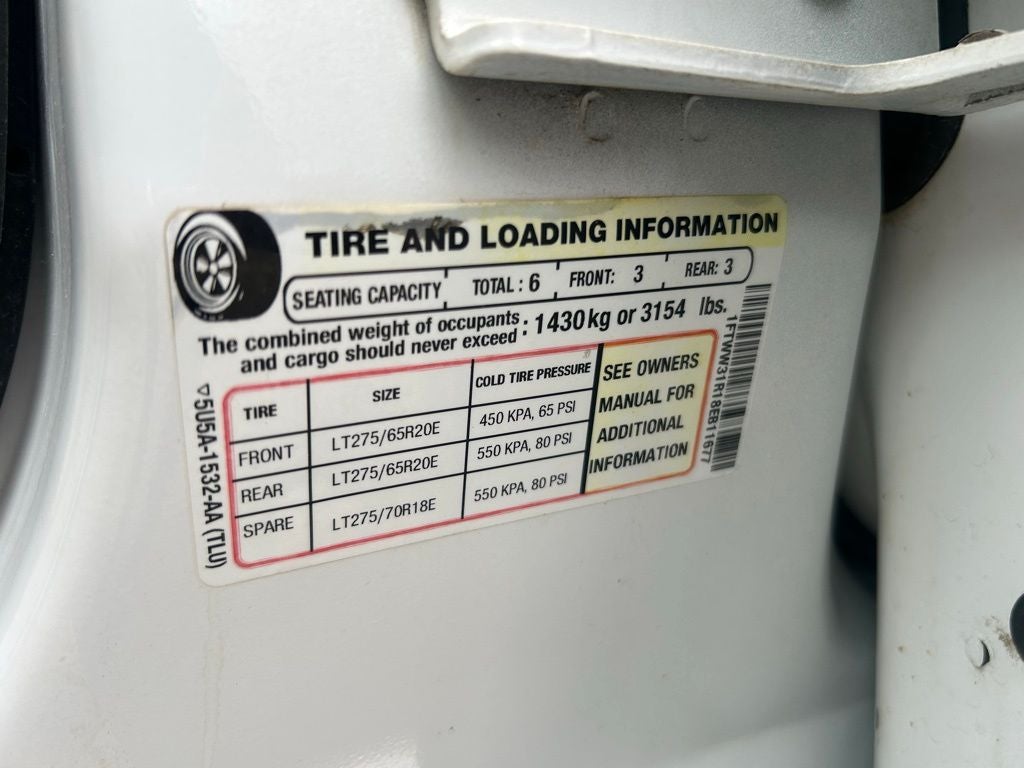 TIRE AND LOADING INFORMATION
SEATING CAPACITY TOTAL : 6 FRONT: 3 REAR: 3
The combined weight of occupants
and cargo should never exceed : 1430kg or 3154 lbs.
TIRE SIZE COLD TIRE PRESSURE
FRONT LT275/65R20E 450 KPA, 65 PSI
REAR LT275/65R20E 550 KPA, 80 PSI
SPARE LT275/70R18E 550 KPA, 80 PSI
SEE OWNERS
MANUAL FOR
ADDITIONAL
INFORMATION
5U5A-1532-AA (TLU)
1FTWW31R18EB11677